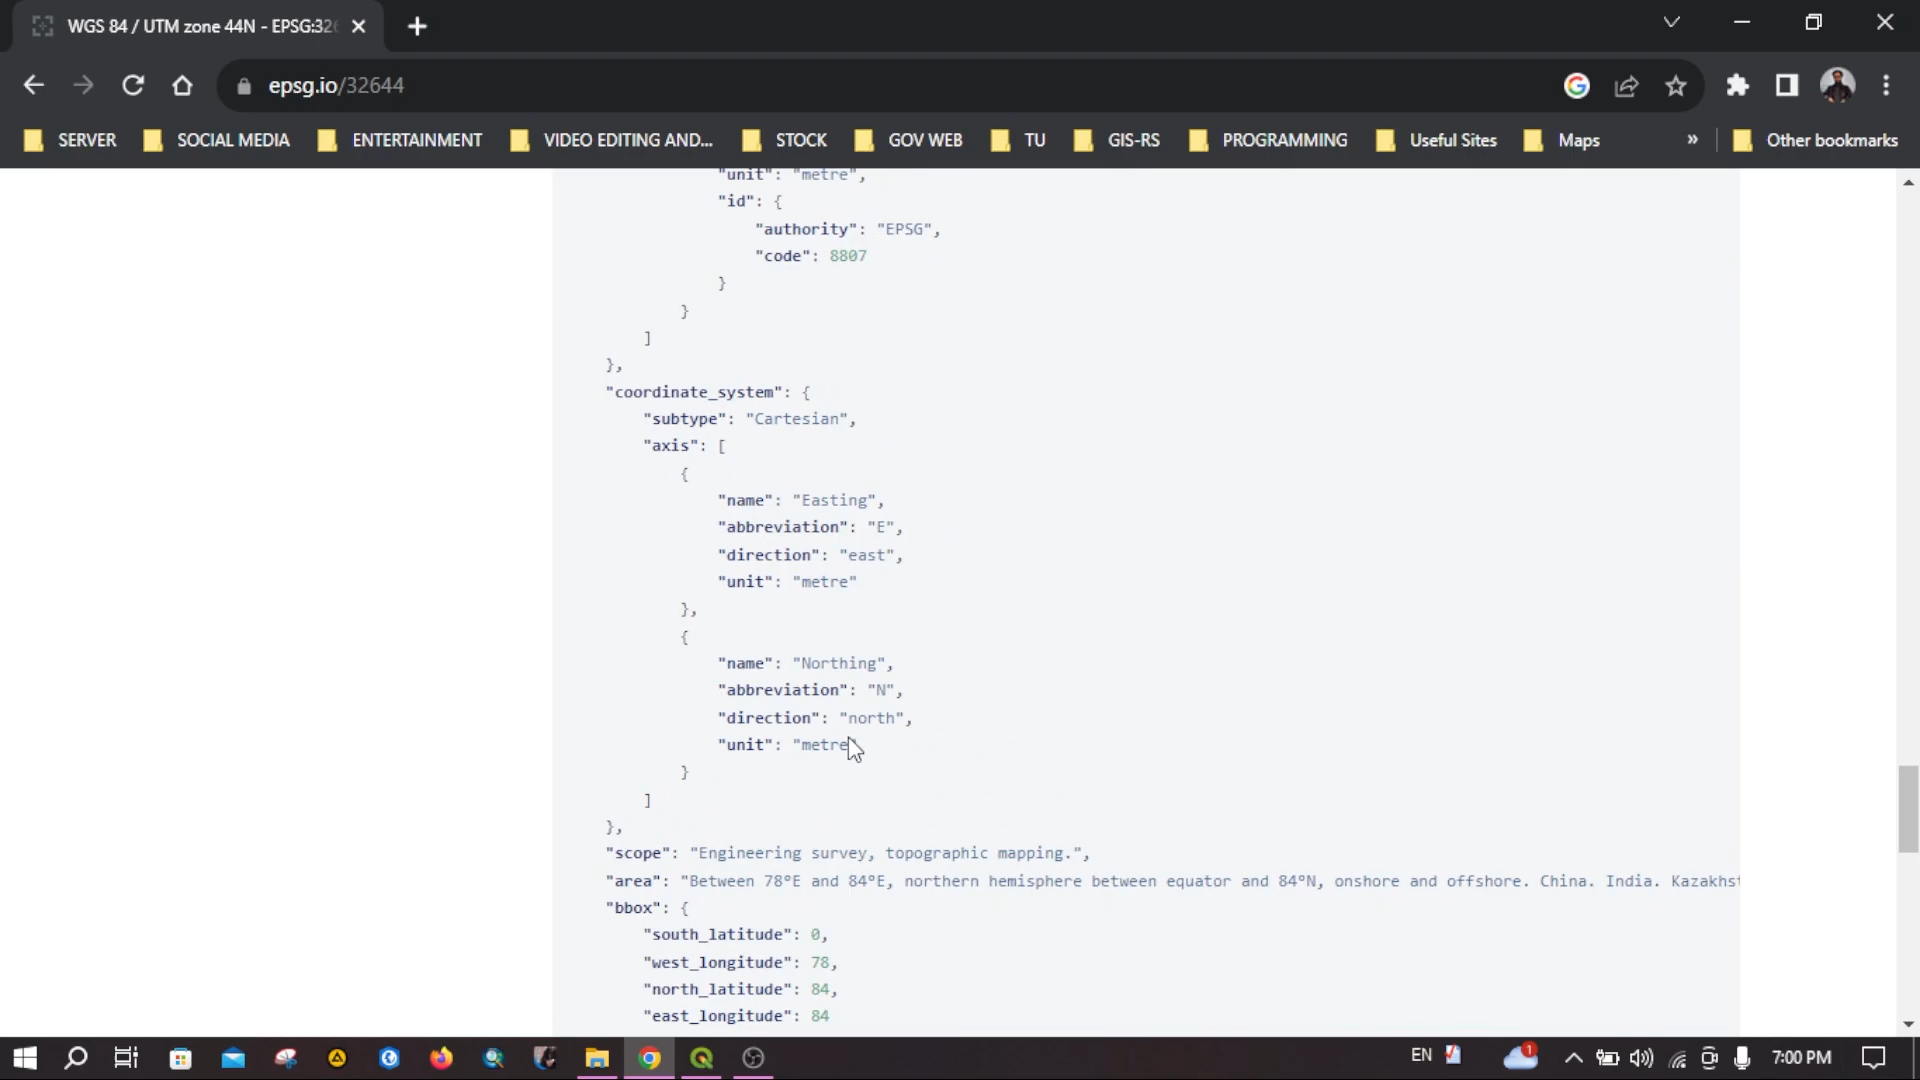 WGS 84 / UTM zone 44N - EPSG:326
epsg.io/32644
SERVER
SOCIAL MEDIA
ENTERTAINMENT
VIDEO EDITING AND...
STOCK
GOV WEB
TU
GIS-RS
PROGRAMMING
Useful Sites
Maps
»
Other bookmarks
"unit": "metre",
"id": {
"authority": "EPSG",
"code": 8807
}
}
]
},
"coordinate_system": {
"subtype": "Cartesian",
"axis": [
{
"name": "Easting",
"abbreviation": "E",
"direction": "east",
"unit": "metre"
},
{
"name": "Northing",
"abbreviation": "N",
"direction": "north",
"unit": "metre"
}
]
},
"scope": "Engineering survey, topographic mapping.",
"area": "Between 78°E and 84°E, northern hemisphere between equator and 84°N, onshore and offshore. China. India. Kazakhst
"bbox": {
"south_latitude": 0,
"west_longitude": 78,
"north_latitude": 84,
"east_longitude": 84
EN
1
7:00 PM